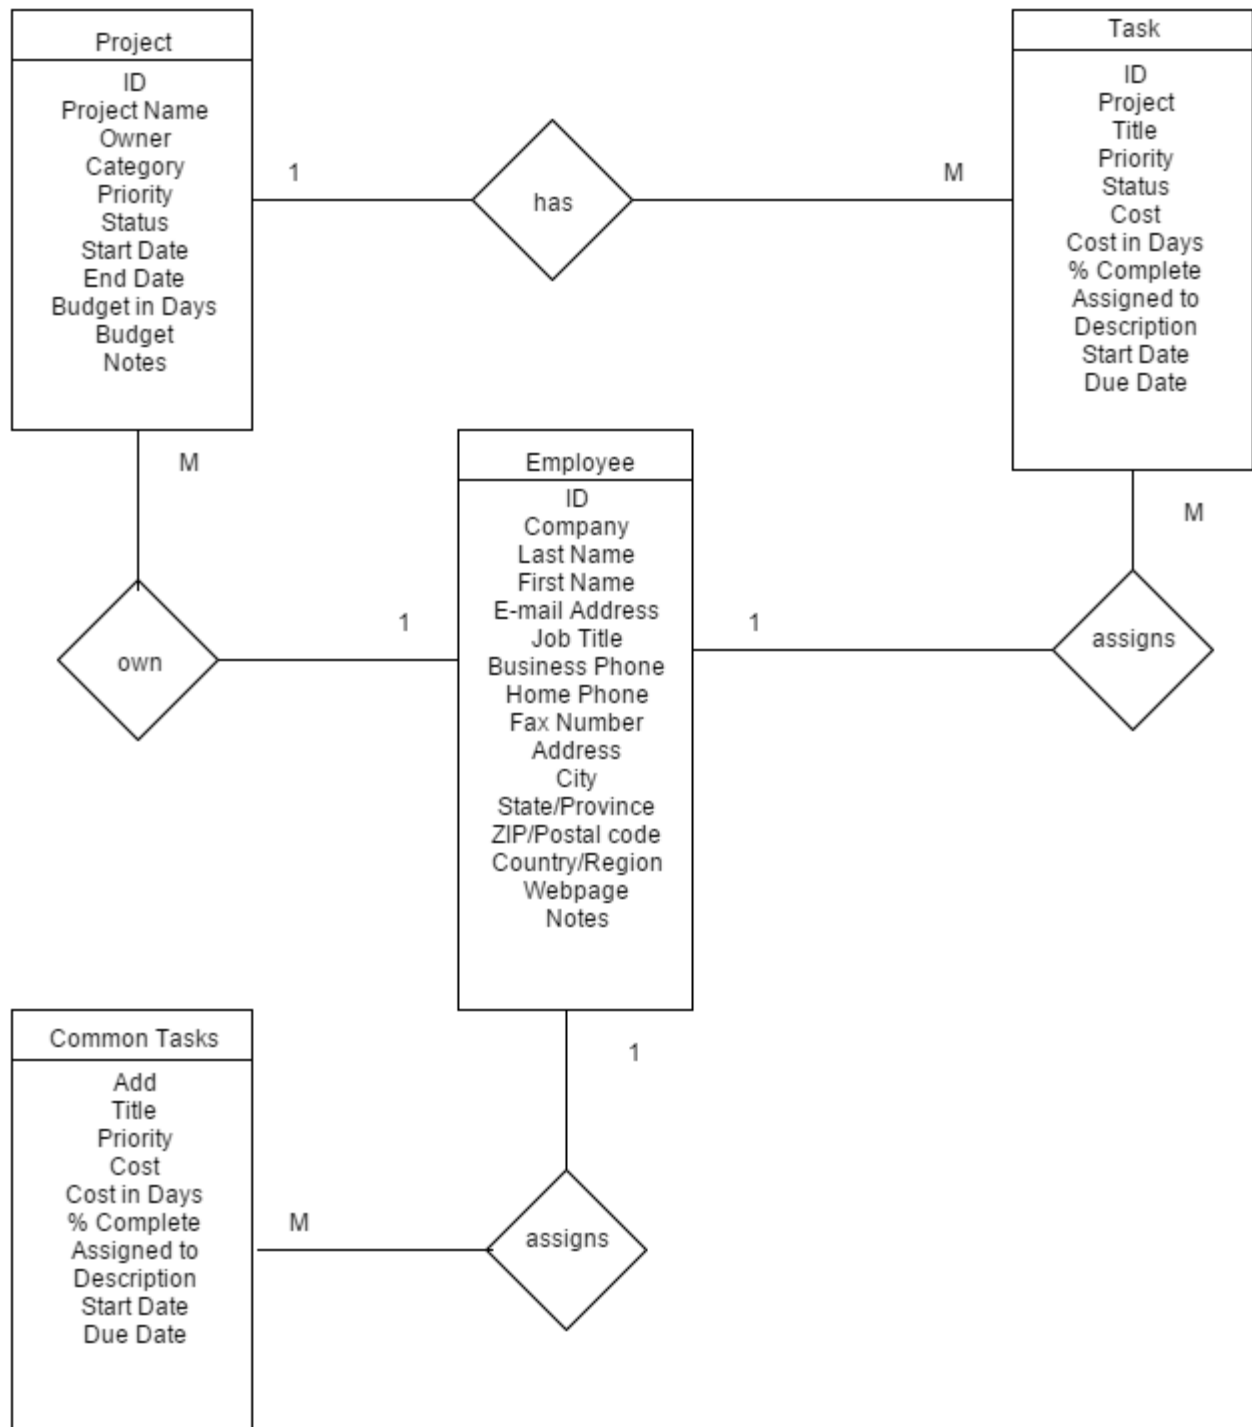 Project
ID
Project Name
Owner
Category
Priority
Status
Start Date
End Date
Budget in Days
Budget
Notes
1
has
M
Task
ID
Project
Title
Priority
Status
Cost
Cost in Days
% Complete
Assigned to
Description
Start Date
Due Date
M
own
1
Employee
ID
Company
Last Name
First Name
E-mail Address
Job Title
Business Phone
Home Phone
Fax Number
Address
City
State/Province
ZIP/Postal code
Country/Region
Webpage
Notes
1
assigns
M
1
assigns
M
Common Tasks
Add
Title
Priority
Cost
Cost in Days
% Complete
Assigned to
Description
Start Date
Due Date